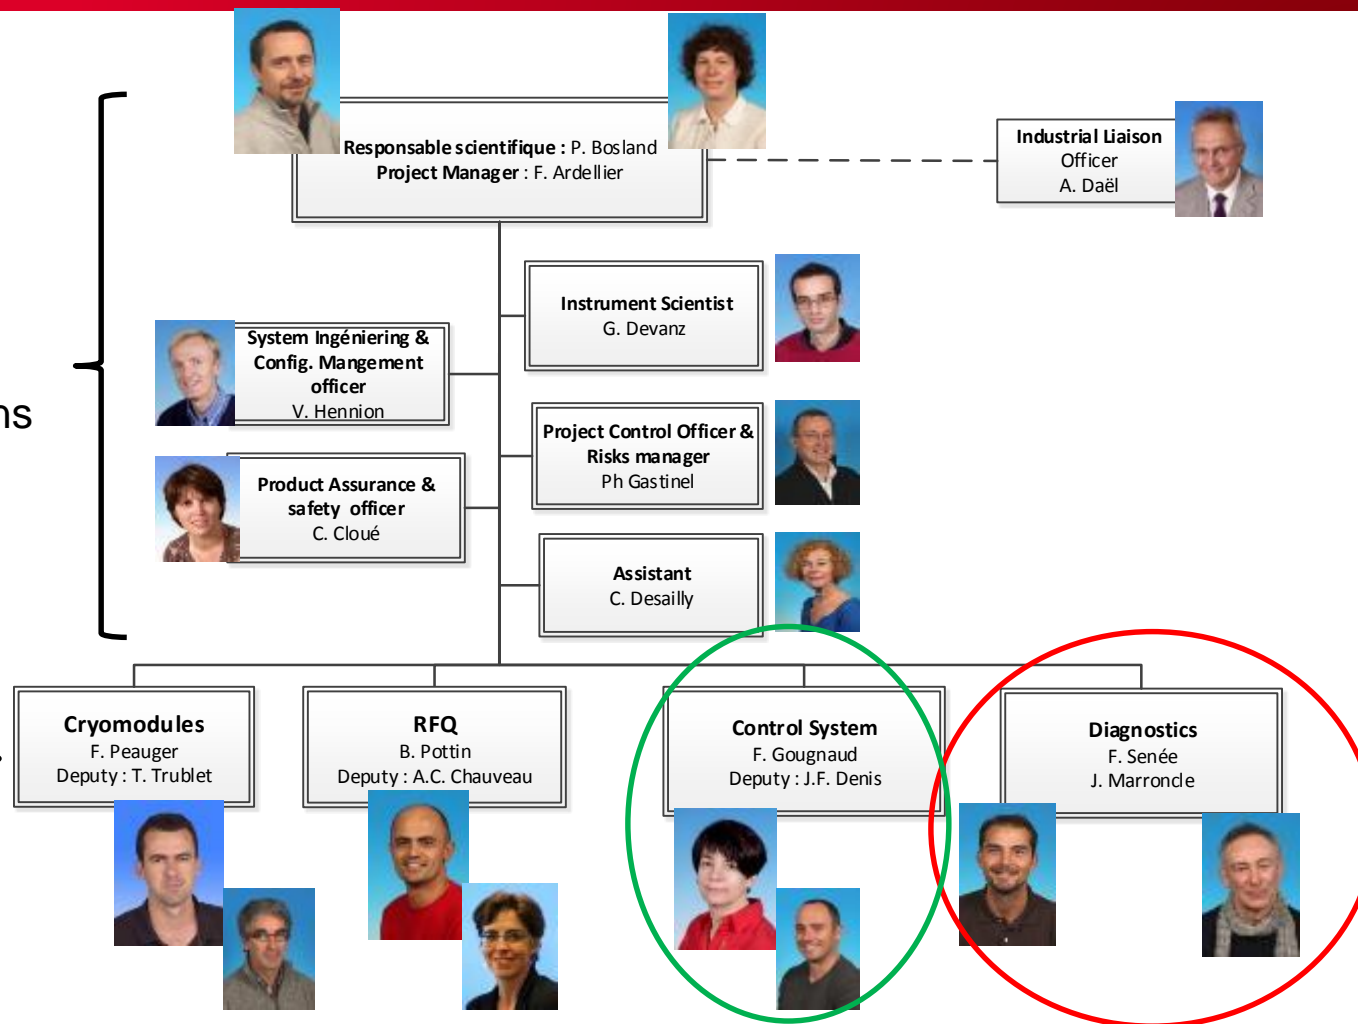 Responsable scientifique : P. Bosland
Project Manager : F. Ardellier
Industrial Liaison
Officer
A. Daël
Instrument Scientist
G. Devanz
System Ingéniering &
Config. Mangement
officer
V. Hennion
ns
Project Control Officer &
Risks manager
Ph Gastinel
Product Assurance &
safety officer
C. Cloué
Assistant
C. Desailly
Cryomodules
F. Peauger
Deputy : T. Trublet
RFQ
B. Pottin
Deputy : A.C. Chauveau
Control System
F. Gougnaud
Deputy : J.F. Denis
Diagnostics
F. Senée
J. Marroncle